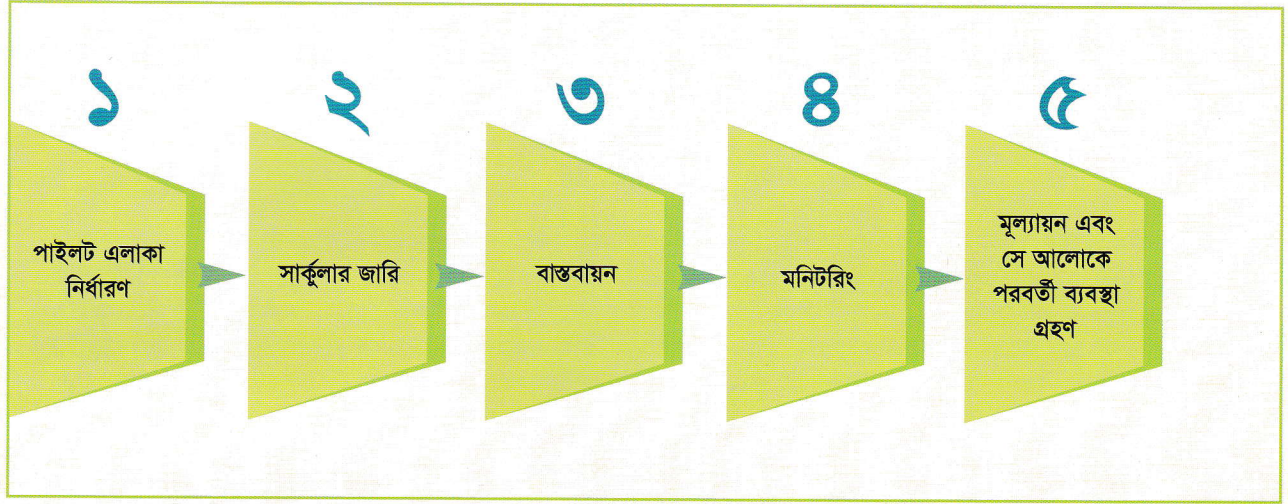 ১
পাইলট এলাকা
নির্ধারণ
২
সার্কুলার জারি
৩
বাস্তবায়ন
৪
মনিটরিং
৫
মূল্যায়ন এবং
সে আলোকে
পরবর্তী ব্যবস্থা
গ্রহণ